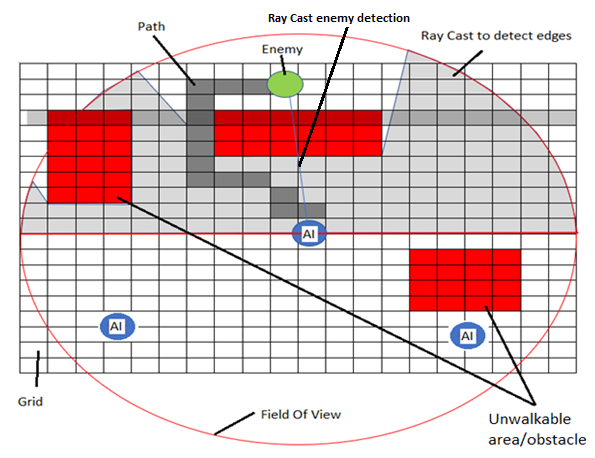 Ray Cast enemy detection
Path
Ray Cast to detect edges
Enemy
AI
AI
AI
Grid
Field Of View
Unwalkable
area/obstacle